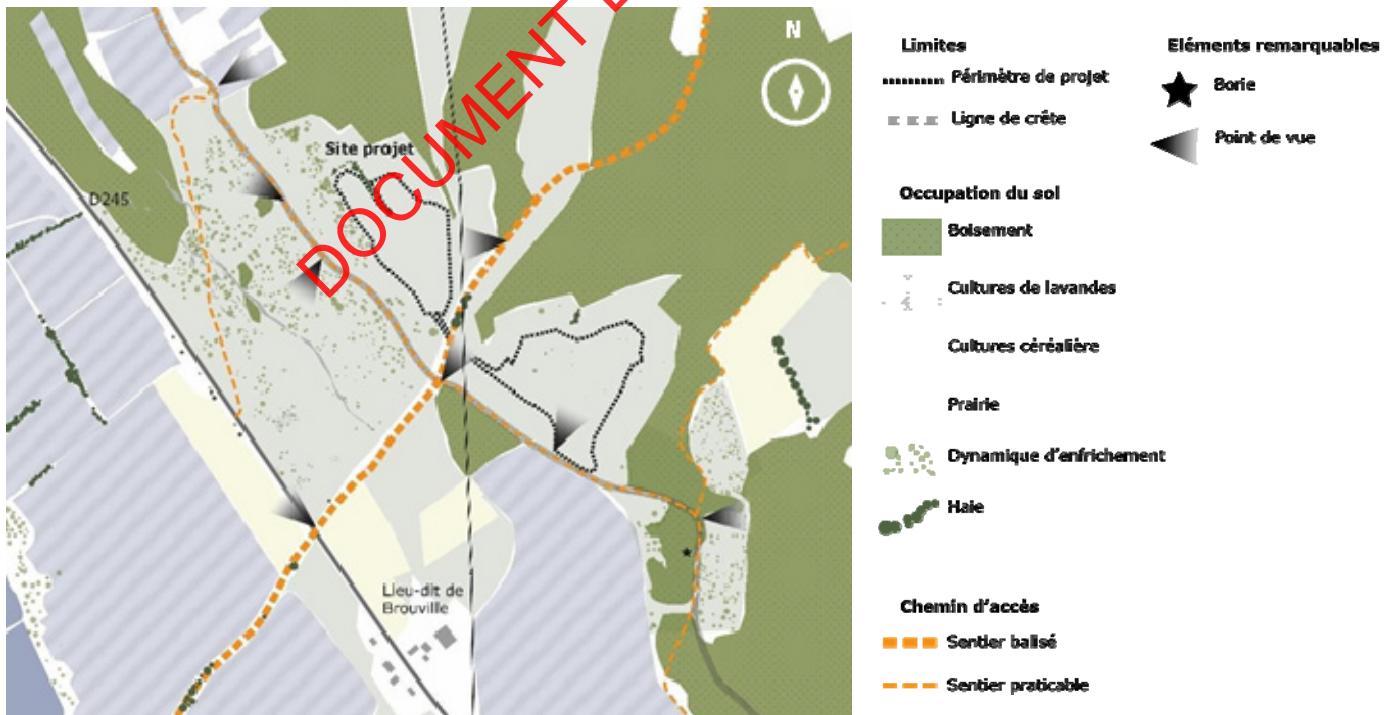 N
DOCUMENT
Site projet
D245
Lieu-dit de
Brouville
Limites
Périmètre de projet
Ligne de crête
Eléments remarquables
Borie
Point de vue
Occupation du sol
Boisement
Cultures de lavandes
Cultures céréalière
Prairie
Dynamique d'enfrichement
Haie
Chemin d'accès
Sentier balisé
Sentier praticable